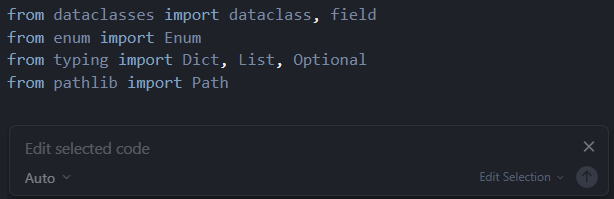 from dataclasses import dataclass, field
from enum import Enum
from typing import Dict, List, Optional
from pathlib import Path
Edit selected code
Auto
Edit Selection